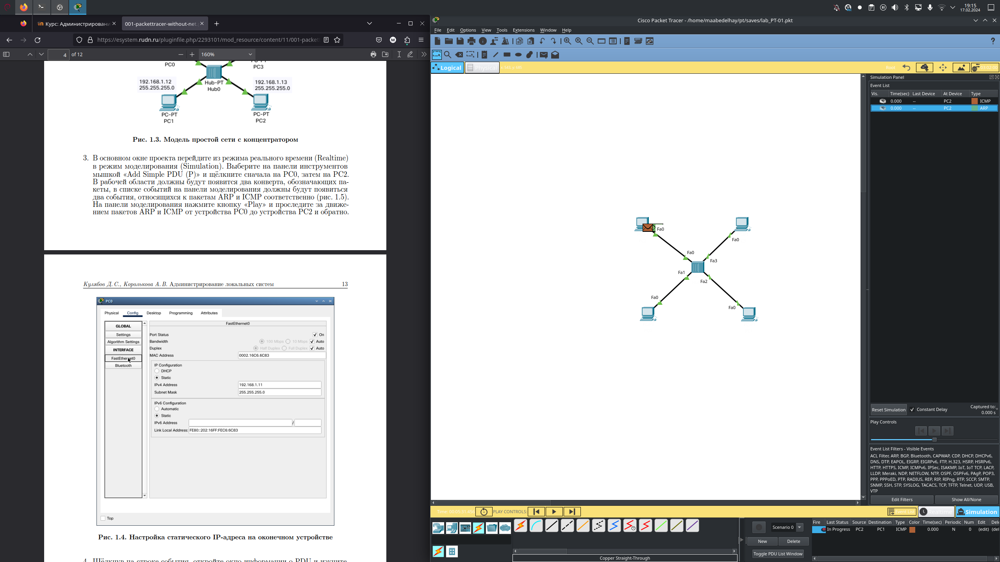 19:15
17.02.2024
Курс: Администрировани
001-packettracer-without-net.
https://esystem.rudn.ru/pluginfile.php/2293101/mod_resource/content/11/001-packet
4 of 12
160%
PC0
PC3
Hub-PT
Hub0
192.168.1.12
255.255.255.0
192.168.1.13
255.255.255.0
PC-PT
PC1
PC-PT
PC2
Рис. 1.3. Модель простой сети с концентратором
3. В основном окне проекта перейдите из режима реального времени (Realtime)
в режим моделирования (Simulation). Выберите на панели инструментов
мышкой «Add Simple PDU (P)» и щёлкните сначала на PC0, затем на PC2.
В рабочей области должны будут появится два конверта, обозначающих па-
кеты, в списке событий на панели моделирования должны будут появиться
два события, относящихся к пакетам ARP и ICMP соответственно (рис. 1.5).
На панели моделирования нажмите кнопку «Play» и проследите за движе-
нием пакетов ARP и ICMP от устройства PC0 до устройства PC2 и обратно.
Кулябов Д. С., Королькова А. В. Администрирование локальных систем 13
PC0
Physical Config Desktop Programming Attributes
GLOBAL
Settings
Algorithm Settings
INTERFACE
FastEthernet0
Bluetooth
FastEthernet0
Port Status On
Bandwidth 100 Mbps 10 Mbps Auto
Duplex Half Duplex Full Duplex Auto
MAC Address 0002.16C6.6C83
IP Configuration
DHCP
Static
IPv4 Address 192.168.1.11
Subnet Mask 255.255.255.0
IPv6 Configuration
Automatic
Static
IPv6 Address /
Link Local Address: FE80::202:16FF:FEC6:6C83
Top
Рис. 1.4. Настройка статического IP-адреса на оконечном устройстве
4. Щёлкнув на строке события, откройте окно информации о PDU и изучите
Cisco Packet Tracer - /home/maabedelhay/pt/saves/lab_PT-01.pkt
File Edit Options View Tools Extensions Window Help
Logical Physical x: 543, y: 685 Root 03:02:00
Fa0
Fa0
Fa0
Fa3
Fa1
Fa2
Fa0
Fa0
Simulation Panel
Event List
Vis. Time(sec) Last Device At Device Type
0.000 -- PC2 ICMP
0.000 -- PC2 ARP
Reset Simulation Constant Delay Captured to:
0.000 s
Play Controls
Event List Filters - Visible Events
ACL Filter, ARP, BGP, Bluetooth, CAPWAP, CDP, DHCP, DHCPv6,
DNS, DTP, EAPOL, EIGRP, EIGRPv6, FTP, H.323, HSRP, HSRPv6,
HTTP, HTTPS, ICMP, ICMPv6, IPSec, ISAKMP, IoT, IoT TCP, LACP,
LLDP, Meraki, NDP, NETFLOW, NTP, OSPF, OSPFv6, PAgP, POP3,
PPP, PPPoED, PTP, RADIUS, REP, RIP, RIPng, RTP, SCCP, SMTP,
SNMP, SSH, STP, SYSLOG, TACACS, TCP, TFTP, Telnet, UDP, USB,
VTP
Edit Filters Show All/None
Time: 00:05:31.456 PLAY CONTROLS: Event List Realtime Simulation
Scenario 0
New Delete
Toggle PDU List Window
Fire Last Status Source Destination Type Color Time(sec) Periodic Num Edit Dele
In Progress PC2 PC1 ICMP 0.000 N 0 (edit) (del
Copper Straight-Through